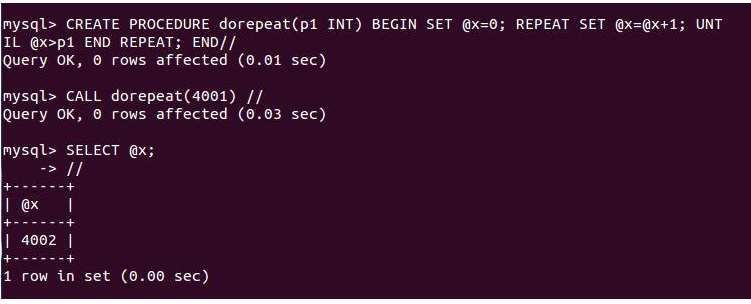 mysql> CREATE PROCEDURE dorepeat(p1 INT) BEGIN SET @x=0; REPEAT SET @x=@x+1; UNT
IL @x>p1 END REPEAT; END//
Query OK, 0 rows affected (0.01 sec)
mysql> CALL dorepeat(4001) //
Query OK, 0 rows affected (0.03 sec)
mysql> SELECT @x;
    -> //
+------+
| @x   |
+------+
| 4002 |
+------+
1 row in set (0.00 sec)